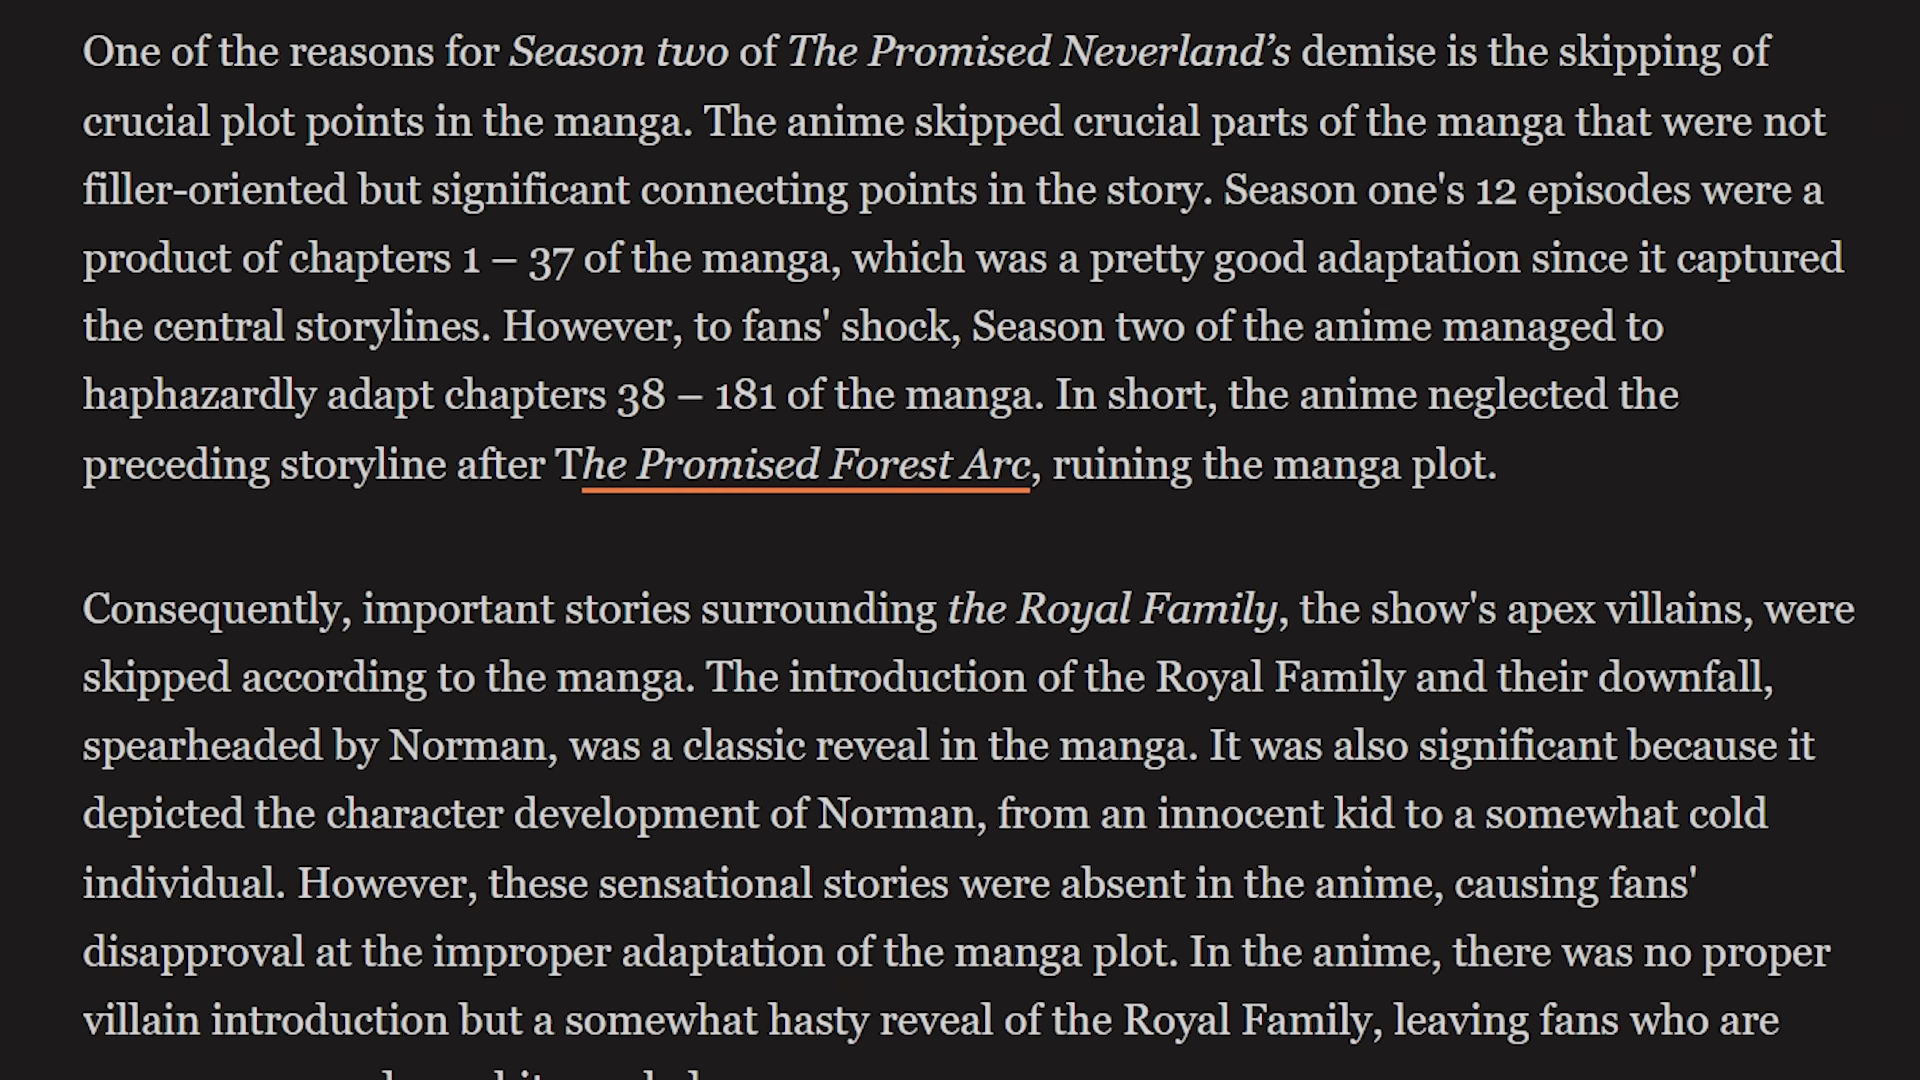 One of the reasons for Season two of The Promised Neverland’s demise is the skipping of
crucial plot points in the manga. The anime skipped crucial parts of the manga that were not
filler-oriented but significant connecting points in the story. Season one's 12 episodes were a
product of chapters 1 – 37 of the manga, which was a pretty good adaptation since it captured
the central storylines. However, to fans' shock, Season two of the anime managed to
haphazardly adapt chapters 38 – 181 of the manga. In short, the anime neglected the
preceding storyline after The Promised Forest Arc, ruining the manga plot.
Consequently, important stories surrounding the Royal Family, the show's apex villains, were
skipped according to the manga. The introduction of the Royal Family and their downfall,
spearheaded by Norman, was a classic reveal in the manga. It was also significant because it
depicted the character development of Norman, from an innocent kid to a somewhat cold
individual. However, these sensational stories were absent in the anime, causing fans'
disapproval at the improper adaptation of the manga plot. In the anime, there was no proper
villain introduction but a somewhat hasty reveal of the Royal Family, leaving fans who are